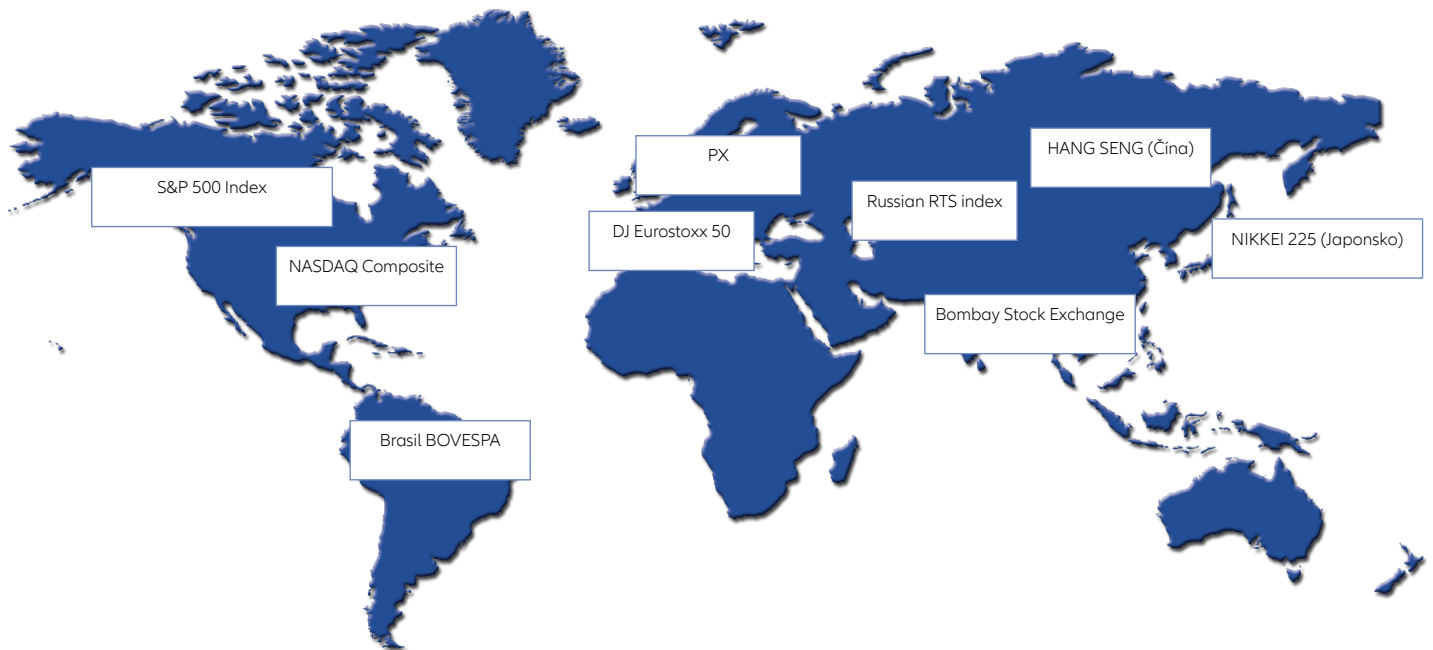 PX
HANG SENG (Čína)
S&P 500 Index
Russian RTS index
DJ Eurostoxx 50
NIKKEI 225 (Japonsko)
NASDAQ Composite
Bombay Stock Exchange
Brasil BOVESPA